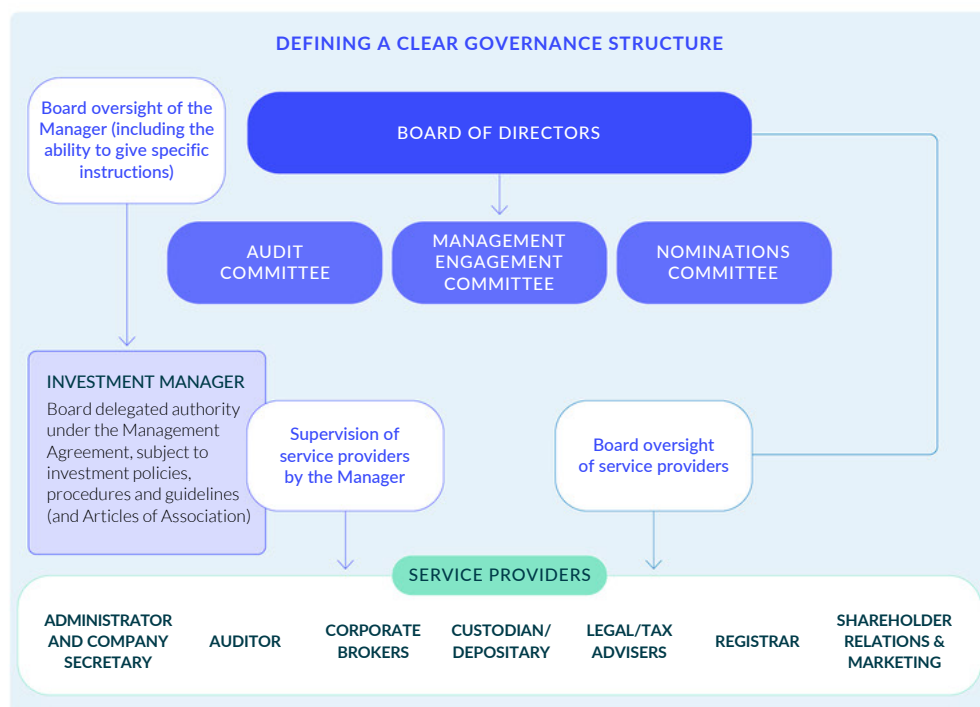 DEFINING A CLEAR GOVERNANCE STRUCTURE
Board oversight of the
Manager (including the
ability to give specific
instructions)
BOARD OF DIRECTORS
AUDIT
COMMITTEE
MANAGEMENT
ENGAGEMENT
COMMITTEE
NOMINATIONS
COMMITTEE
INVESTMENT MANAGER
Board delegated authority
under the Management
Agreement, subject to
investment policies,
procedures and guidelines
(and Articles of Association)
Supervision of
service providers
by the Manager
Board oversight
of service providers
SERVICE PROVIDERS
ADMINISTRATOR
AND COMPANY
SECRETARY
AUDITOR
CORPORATE
BROKERS
CUSTODIAN/
DEPOSITARY
LEGAL/TAX
ADVISERS
REGISTRAR
SHAREHOLDER
RELATIONS &
MARKETING